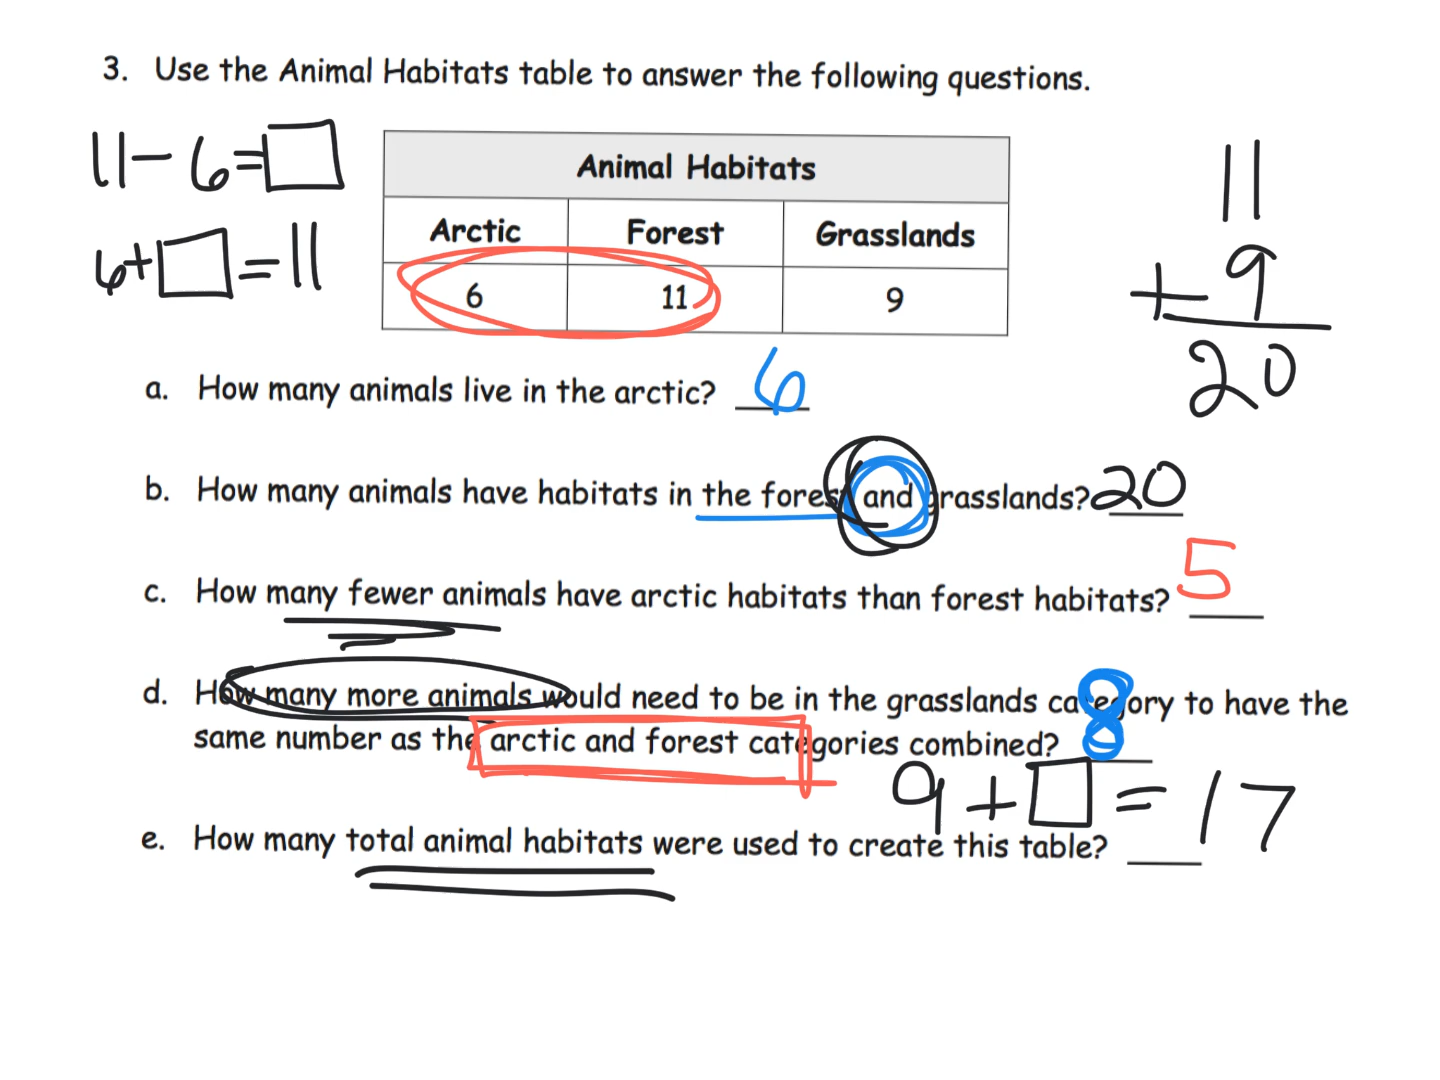 3. Use the Animal Habitats table to answer the following questions.
11 - 6 = □
6 + □ = 11
Animal Habitats
Arctic Forest Grasslands
6 11 9
11
+ 9
20
a. How many animals live in the arctic? 6
b. How many animals have habitats in the forest and grasslands? 20
c. How many fewer animals have arctic habitats than forest habitats? 5
d. How many more animals would need to be in the grasslands category to have the
same number as the arctic and forest categories combined? 8
9 + □ = 17
e. How many total animal habitats were used to create this table?